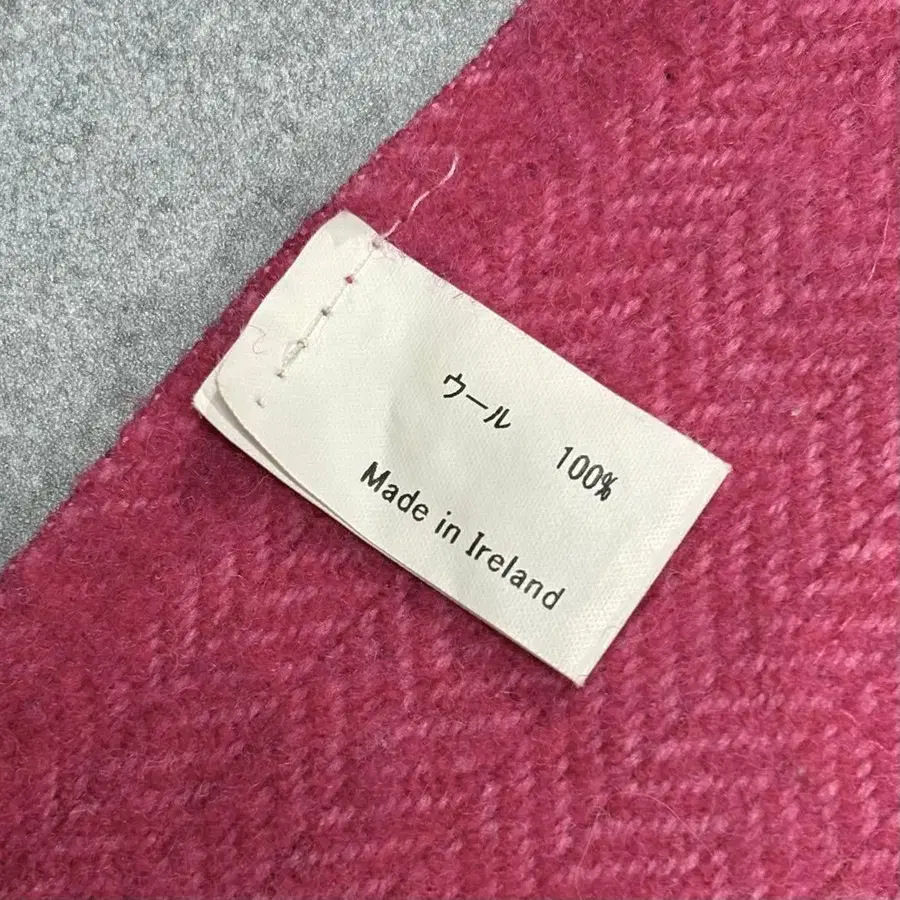 ウール 100%
Made in Ireland